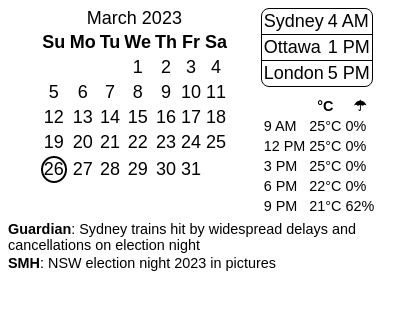 March 2023
Su Mo Tu We Th Fr Sa
1 2 3 4
5 6 7 8 9 10 11
12 13 14 15 16 17 18
19 20 21 22 23 24 25
26 27 28 29 30 31
Sydney 4 AM
Ottawa 1 PM
London 5 PM
°C ☂
9 AM 25°C 0%
12 PM 25°C 0%
3 PM 25°C 0%
6 PM 22°C 0%
9 PM 21°C 62%
Guardian: Sydney trains hit by widespread delays and
cancellations on election night
SMH: NSW election night 2023 in pictures